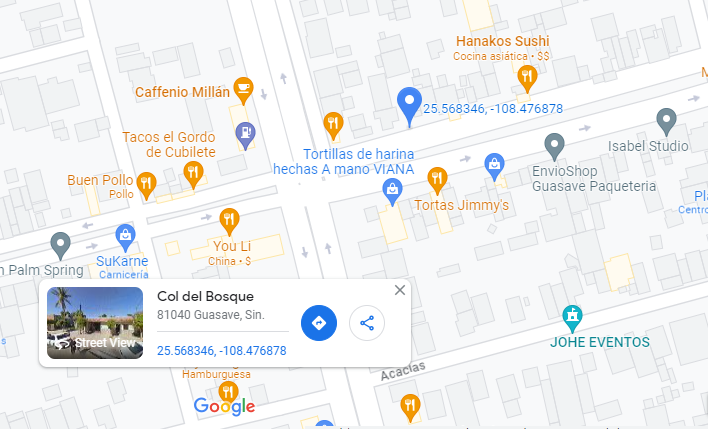 Hanakos Sushi
Cocina asiática • $$
Caffenio Millán
25.568346, -108.476878
Tacos el Gordo
de Cubilete
Isabel Studio
Tortillas de harina
hechas A mano VIANA
EnvioShop
Guasave Paqueteria
Buen Pollo
Pollo
Tortas Jimmy's
Centro
You Li
China • $
SuKarne
Carnicería
Palm Spring
Col del Bosque
81040 Guasave, Sin.
25.568346, -108.476878
Street View
JOHE EVENTOS
Acacias
Hamburguesa
Google